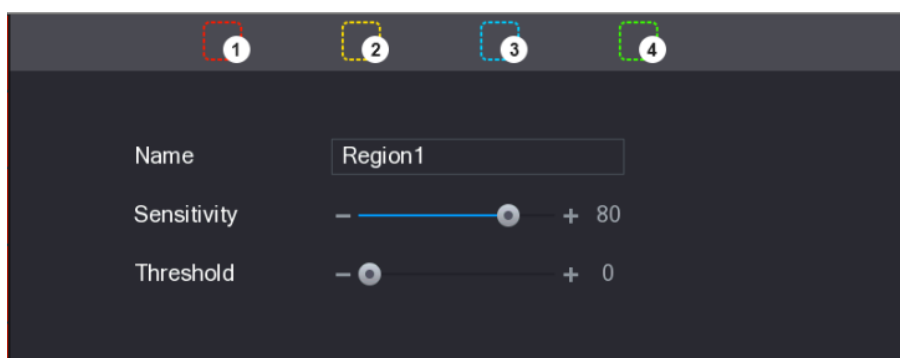 1 2 3 4
Name Region1
Sensitivity − + 80
Threshold − + 0